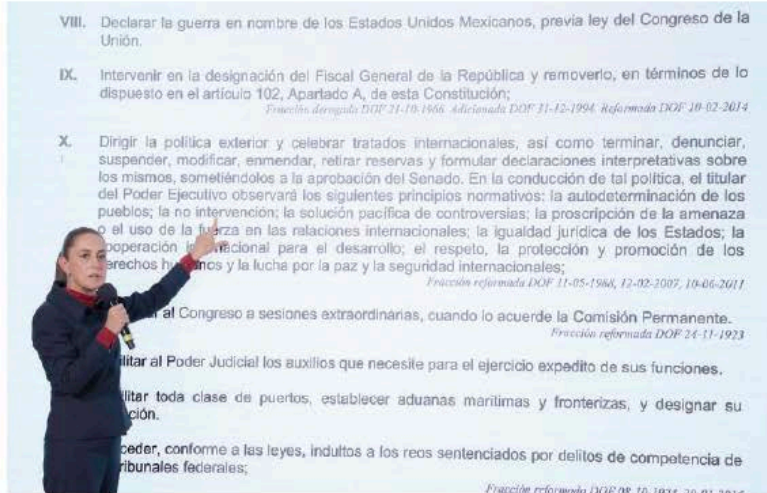 VIII. Declarar la guerra en nombre de los Estados Unidos Mexicanos, previa ley del Congreso de la
Unión.
IX. Intervenir en la designación del Fiscal General de la República y removerlo, en términos de lo
dispuesto en el artículo 102, Apartado A, de esta Constitución;
Fracción derogada DOF 21-10-1966. Adicionada DOF 31-12-1994. Reformada DOF 10-02-2014
X. Dirigir la política exterior y celebrar tratados internacionales, así como terminar, denunciar,
suspender, modificar, enmendar, retirar reservas y formular declaraciones interpretativas sobre
los mismos, sometiéndolos a la aprobación del Senado. En la conducción de tal política, el titular
del Poder Ejecutivo observará los siguientes principios normativos: la autodeterminación de los
pueblos; la no intervención; la solución pacífica de controversias; la proscripción de la amenaza
o el uso de la fuerza en las relaciones internacionales; la igualdad jurídica de los Estados; la
cooperación nacional para el desarrollo; el respeto, la protección y promoción de los
derechos humanos y la lucha por la paz y la seguridad internacionales;
Fracción reformada DOF 11-05-1988, 12-02-2007, 10-06-2011
al Congreso a sesiones extraordinarias, cuando lo acuerde la Comisión Permanente.
Fracción reformada DOF 24-11-1923
ilitar al Poder Judicial los auxilios que necesite para el ejercicio expedito de sus funciones.
ilitar toda clase de puertos, establecer aduanas marítimas y fronterizas, y designar su
ción.
ceder, conforme a las leyes, indultos a los reos sentenciados por delitos de competencia de
ribunales federales;
Fracción reformada DOF